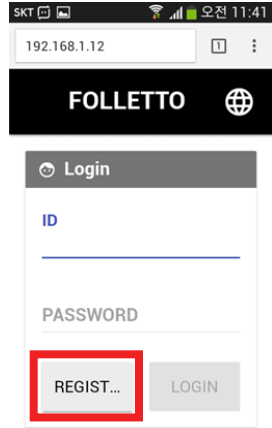 SKT 오전 11:41
192.168.1.12 1
FOLLETTO
Login
ID
PASSWORD
REGIST... LOGIN